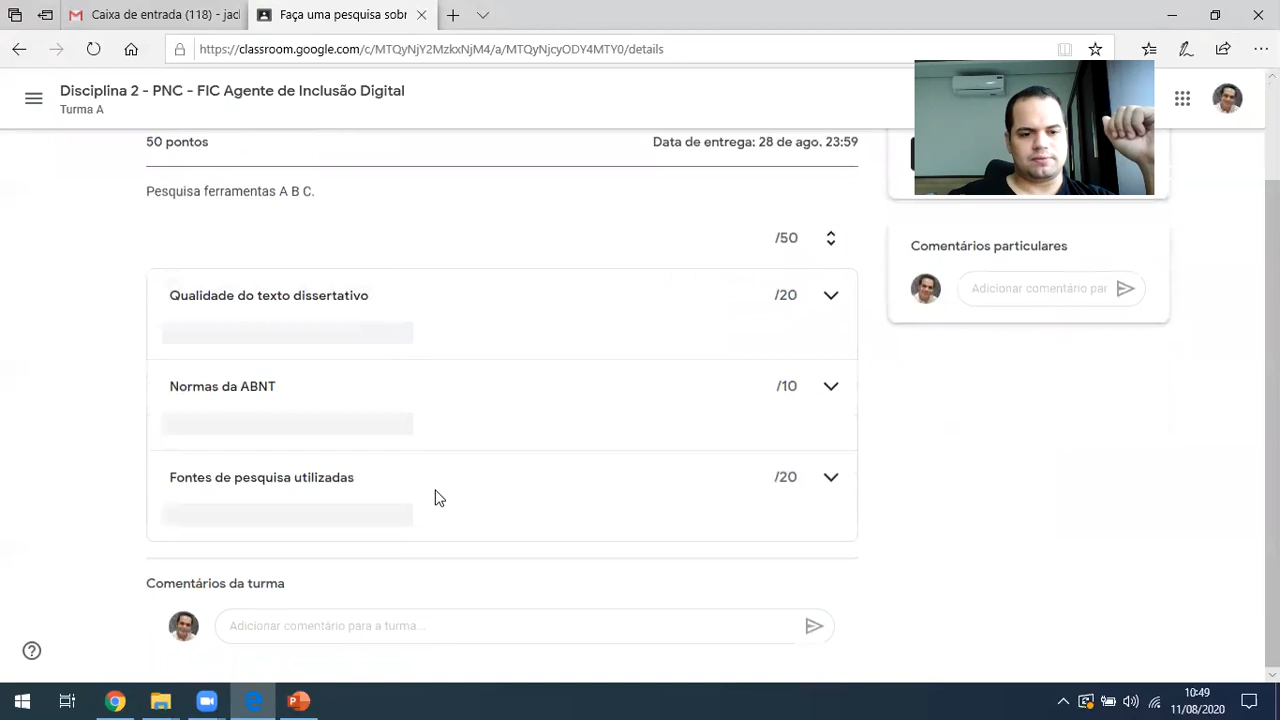 Caixa de entrada (118) - jacl
Faça uma pesquisa sobr
https://classroom.google.com/c/MTQyNjY2MzkxNjM4/a/MTQyNjcyODY4MTY0/details
Disciplina 2 - PNC - FIC Agente de Inclusão Digital
Turma A
50 pontos
Data de entrega: 28 de ago. 23:59
Pesquisa ferramentas A B C.
/50
Comentários particulares
Adicionar comentário par
Qualidade do texto dissertativo
/20
Normas da ABNT
/10
Fontes de pesquisa utilizadas
/20
Comentários da turma
Adicionar comentário para a turma...
10:49
11/08/2020